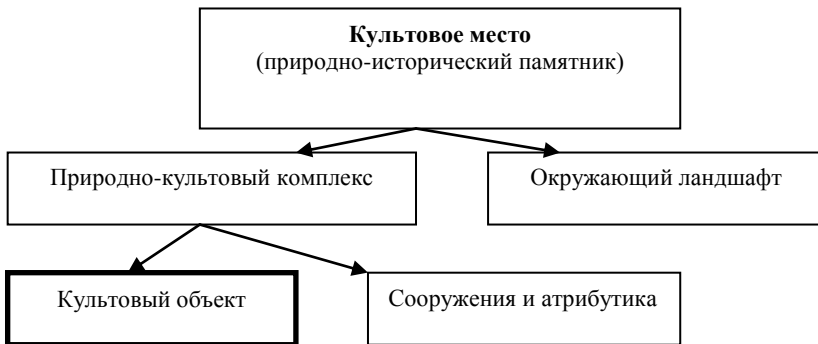 Культовое место
(природно-исторический памятник)
Природно-культовый комплекс
Окружающий ландшафт
Культовый объект
Сооружения и атрибутика